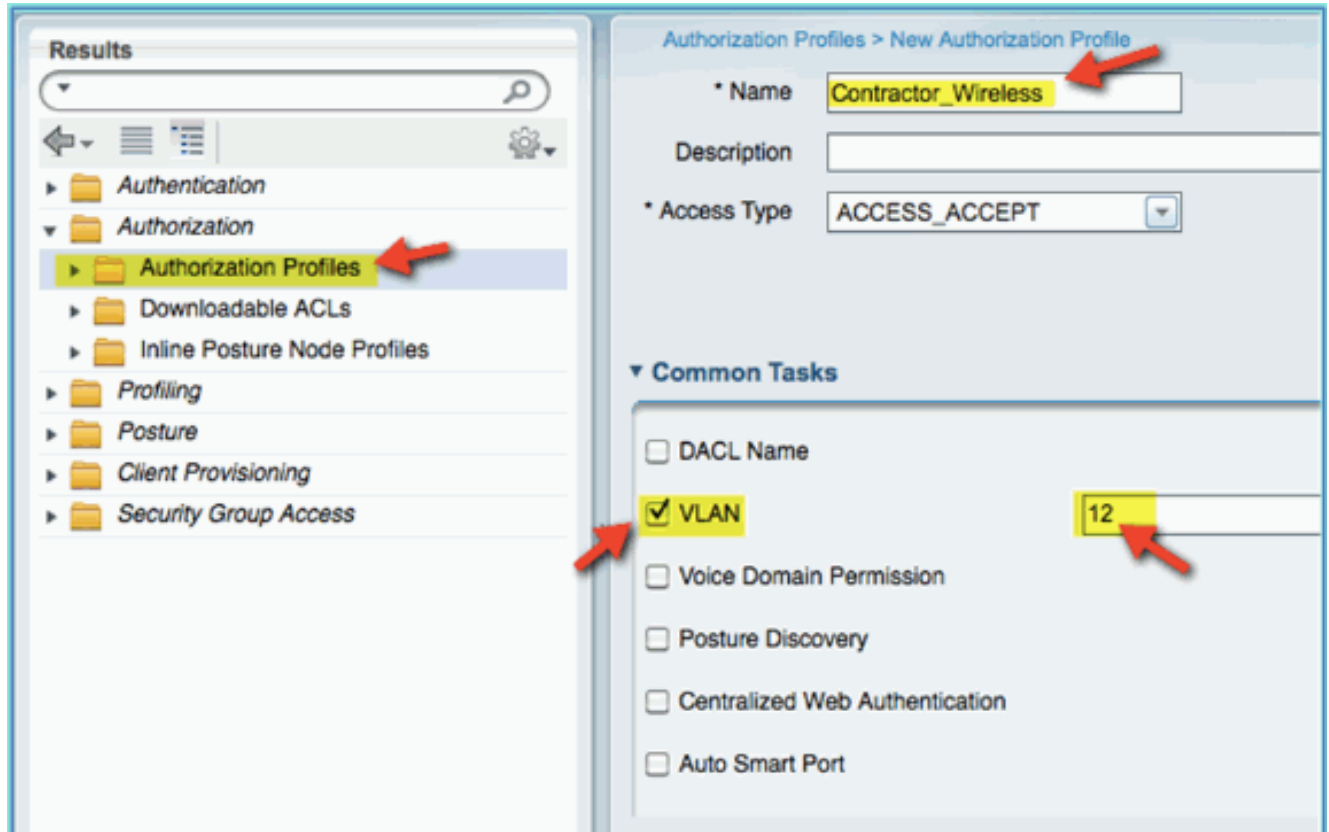 Results
Authentication
Authorization
Authorization Profiles
Downloadable ACLs
Inline Posture Node Profiles
Profiling
Posture
Client Provisioning
Security Group Access
Authorization Profiles > New Authorization Profile
* Name Contractor_Wireless
Description
* Access Type ACCESS_ACCEPT
Common Tasks
DACL Name
VLAN 12
Voice Domain Permission
Posture Discovery
Centralized Web Authentication
Auto Smart Port